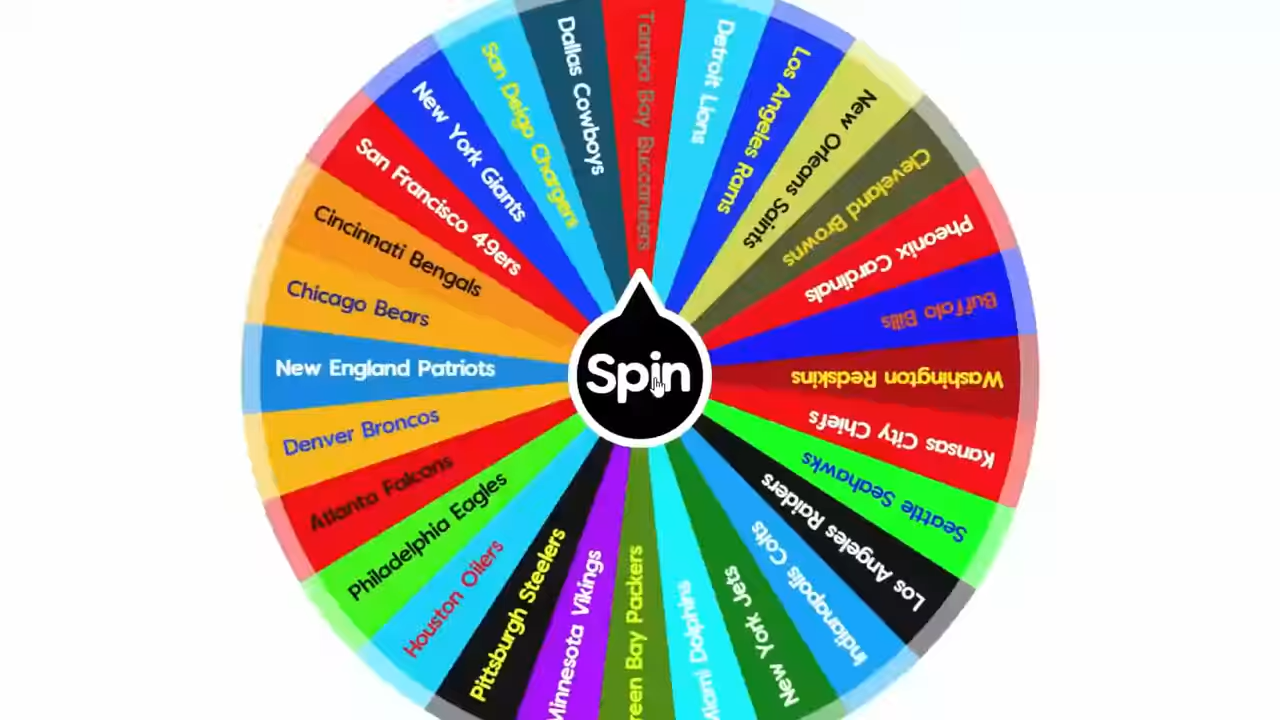 Tampa Bay Buccaneers
Detroit Lions
Los Angeles Rams
New Orleans Saints
Cleveland Browns
Pheonix Cardinals
Buffalo Bills
Washington Redskins
Kansas City Chiefs
Seattle Seahawks
Los Angeles Raiders
Indianapolis Colts
New York Jets
Miami Dolphins
reen Bay Packers
Minnesota Vikings
Pittsburgh Steelers
Houston Oilers
Philadelphia Eagles
Atlanta Falcons
Denver Broncos
New England Patriots
Chicago Bears
Cincinnati Bengals
San Francisco 49ers
New York Giants
San Deigo Chargers
Dallas Cowboys
Spin